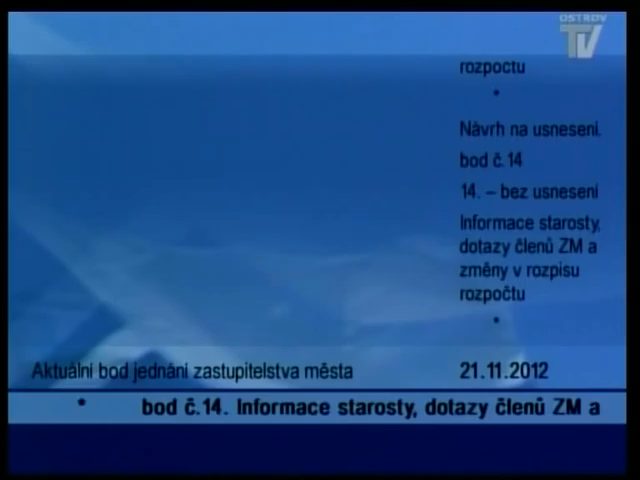 OSTROV
TV
rozpoctu
*
Návrh na usnesení.
bod č.14
14. – bez usnesení
Informace starosty,
dotazy členů ZM a
změny v rozpisu
rozpočtu
*
Aktuální bod jednání zastupitelstva města 21.11.2012
* bod č.14. Informace starosty, dotazy členů ZM a